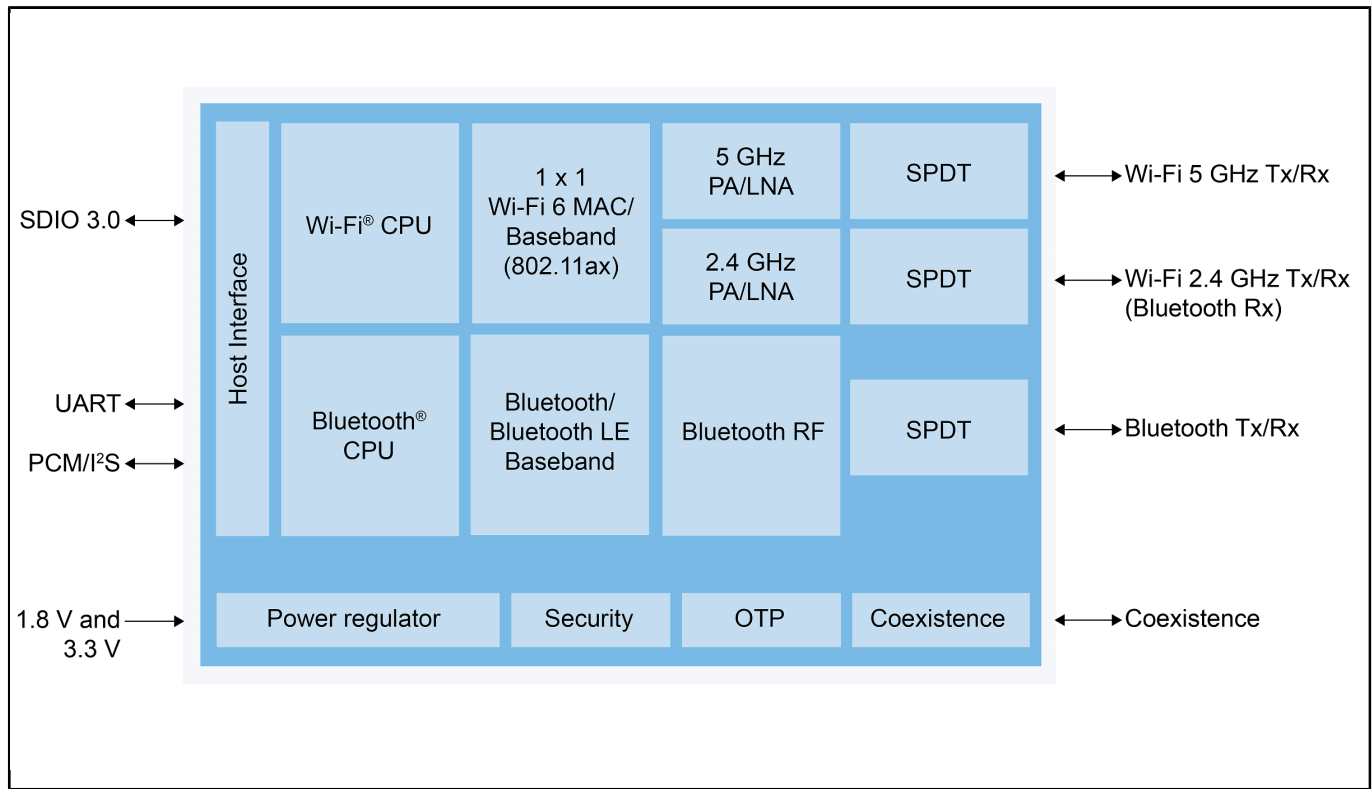 SDIO 3.0
UART
PCM/I²S
1.8 V and
3.3 V
Host Interface
Wi-Fi® CPU
1 x 1
Wi-Fi 6 MAC/
Baseband
(802.11ax)
5 GHz
PA/LNA
SPDT
2.4 GHz
PA/LNA
SPDT
Bluetooth®
CPU
Bluetooth/
Bluetooth LE
Baseband
Bluetooth RF
SPDT
Power regulator
Security
OTP
Coexistence
Wi-Fi 5 GHz Tx/Rx
Wi-Fi 2.4 GHz Tx/Rx
(Bluetooth Rx)
Bluetooth Tx/Rx
Coexistence